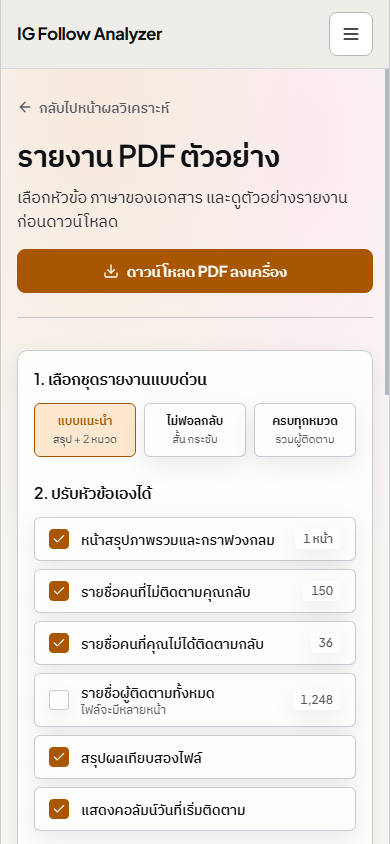 IG Follow Analyzer
กลับไปหน้าผลวิเคราะห์
รายงาน PDF ตัวอย่าง
เลือกหัวข้อ ภาษาของเอกสาร และดูตัวอย่างรายงาน
ก่อนดาวน์โหลด
ดาวน์โหลด PDF ลงเครื่อง
1. เลือกชุดรายงานแบบด่วน
แบบแนะนำ
สรุป + 2 หมวด
ไม่ฟอลกลับ
สั้น กระชับ
ครบทุกหมวด
รวมผู้ติดตาม
2. ปรับหัวข้อเองได้
หน้าสรุปภาพรวมและกราฟวงกลม
1 หน้า
รายชื่อคนที่ไม่ติดตามคุณกลับ
150
รายชื่อคนที่คุณไม่ได้ติดตามกลับ
36
รายชื่อผู้ติดตามทั้งหมด
ไฟล์จะมีหลายหน้า
1,248
สรุปผลเทียบสองไฟล์
แสดงคอลัมน์วันที่เริ่มติดตาม